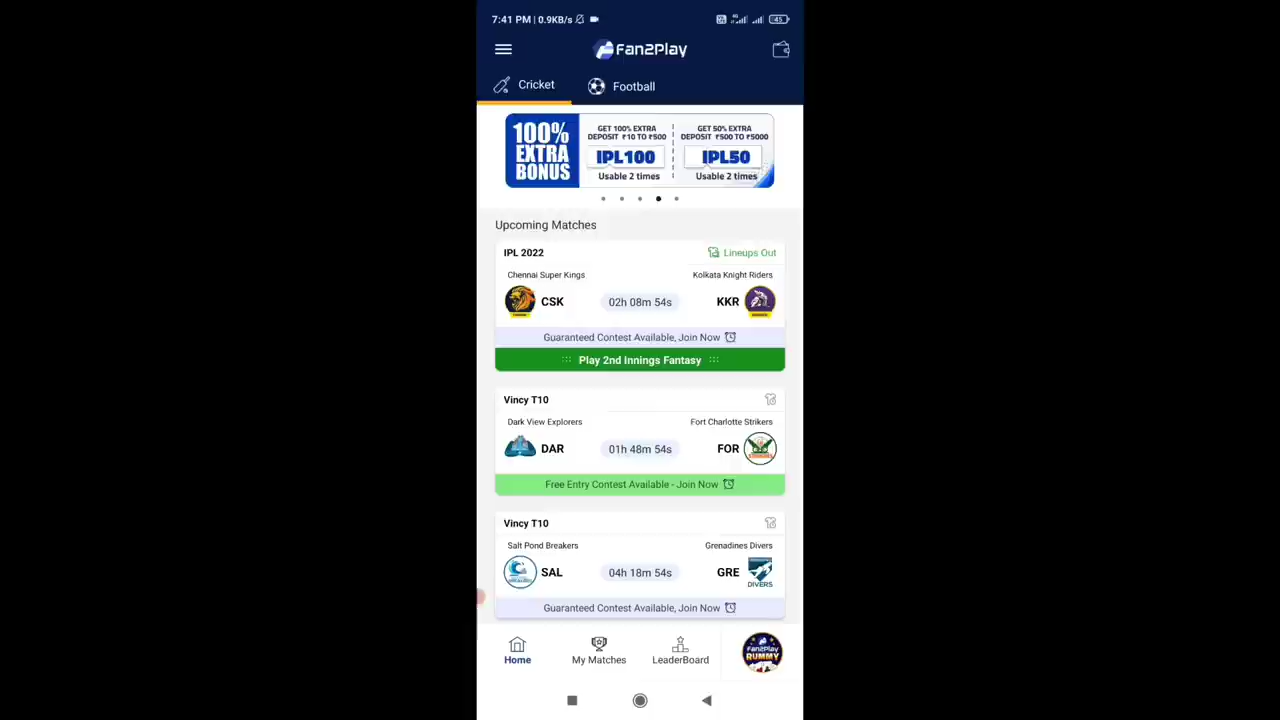 7:41 PM | 0.9KB/s
45
Fan2Play
Cricket
Football
100%
EXTRA
BONUS
GET 100% EXTRA
DEPOSIT ₹10 TO ₹500
IPL100
Usable 2 times
GET 50% EXTRA
DEPOSIT ₹500 TO ₹5000
IPL50
Usable 2 times
Upcoming Matches
IPL 2022
Lineups Out
Chennai Super Kings
Kolkata Knight Riders
CSK
02h 08m 54s
KKR
Guaranteed Contest Available, Join Now
Play 2nd Innings Fantasy
Vincy T10
Dark View Explorers
Fort Charlotte Strikers
DAR
01h 48m 54s
FOR
Free Entry Contest Available - Join Now
Vincy T10
Salt Pond Breakers
Grenadines Divers
SAL
04h 18m 54s
GRE
DIVERS
Guaranteed Contest Available, Join Now
Home
My Matches
LeaderBoard
Fan2Play
RUMMY